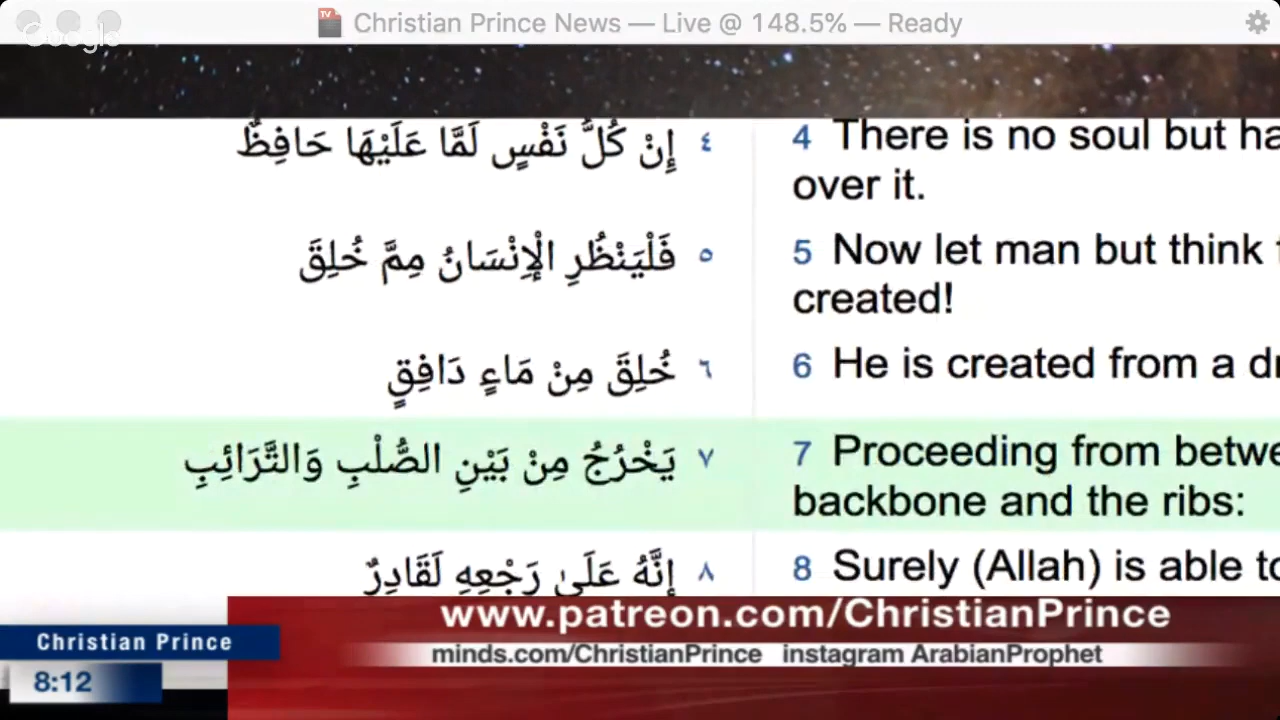 Christian Prince News — Live @ 148.5% — Ready
Google
إِنْ كُلُّ نَفْسٍ لَمَّا عَلَيْهَا حَافِظٌ ٤
4 There is no soul but ha
over it.
فَلْيَنْظُرِ الْإِنْسَانُ مِمَّ خُلِقَ ٥
5 Now let man but think
created!
خُلِقَ مِنْ مَاءٍ دَافِقٍ ٦
6 He is created from a d
يَخْرُجُ مِنْ بَيْنِ الصُّلْبِ وَالتَّرَائِبِ ٧
7 Proceeding from betwe
backbone and the ribs:
إِنَّهُ عَلَىٰ رَجْعِهِ لَقَادِرٌ ٨
8 Surely (Allah) is able to
www.patreon.com/ChristianPrince
Christian Prince
minds.com/ChristianPrince instagram ArabianProphet
8:12